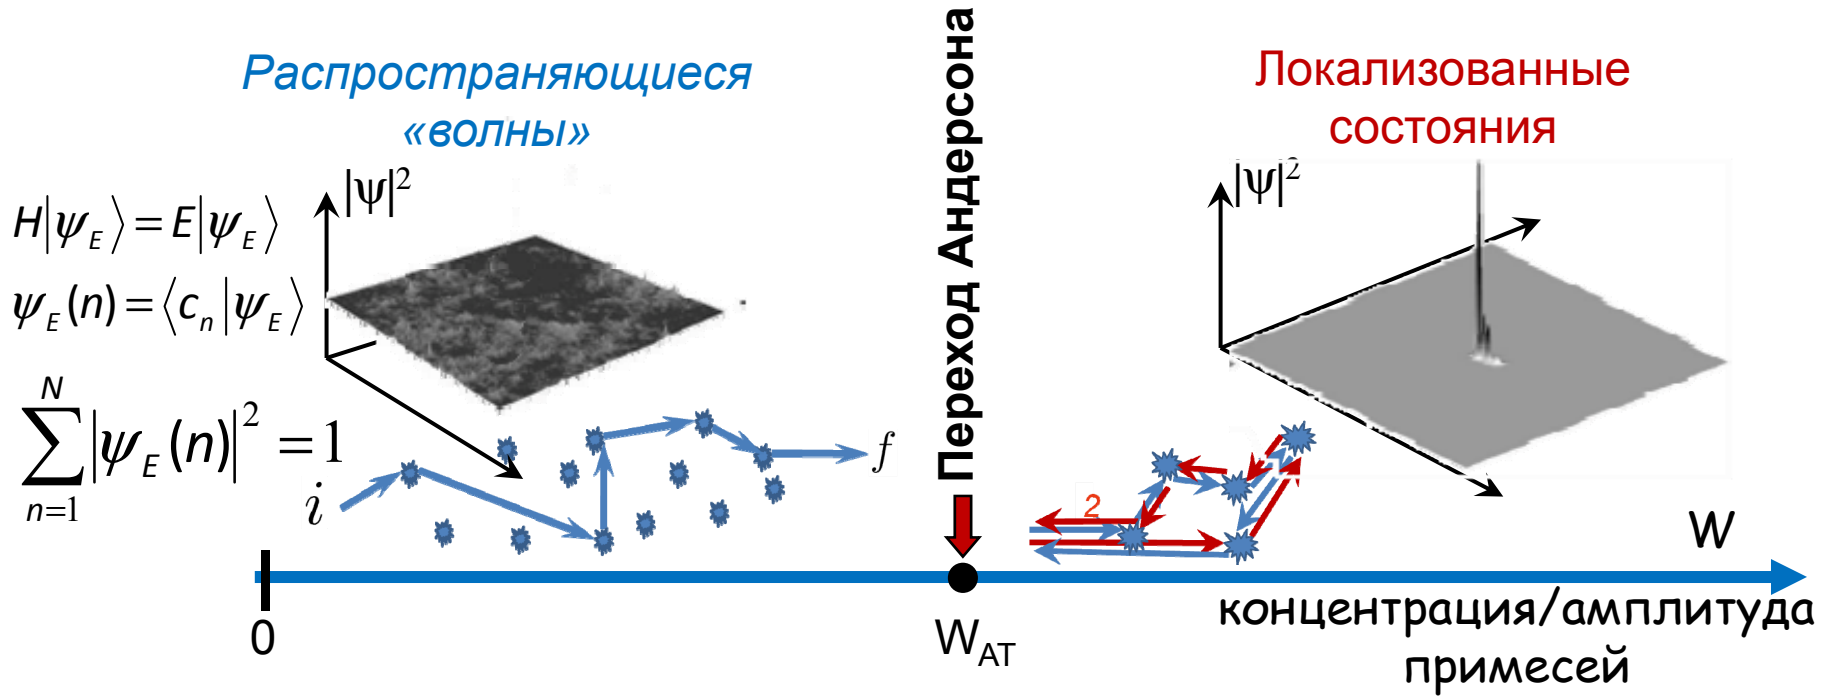 Распространяющиеся
«волны»
|ψ|²
H|ψ_E⟩ = E|ψ_E⟩
ψ_E(n) = ⟨c_n|ψ_E⟩
∑_{n=1}^{N} |ψ_E(n)|² = 1
i
f
Переход Андерсона
Локализованные
состояния
|ψ|²
2
W
0
W_AT
концентрация/амплитуда
примесей